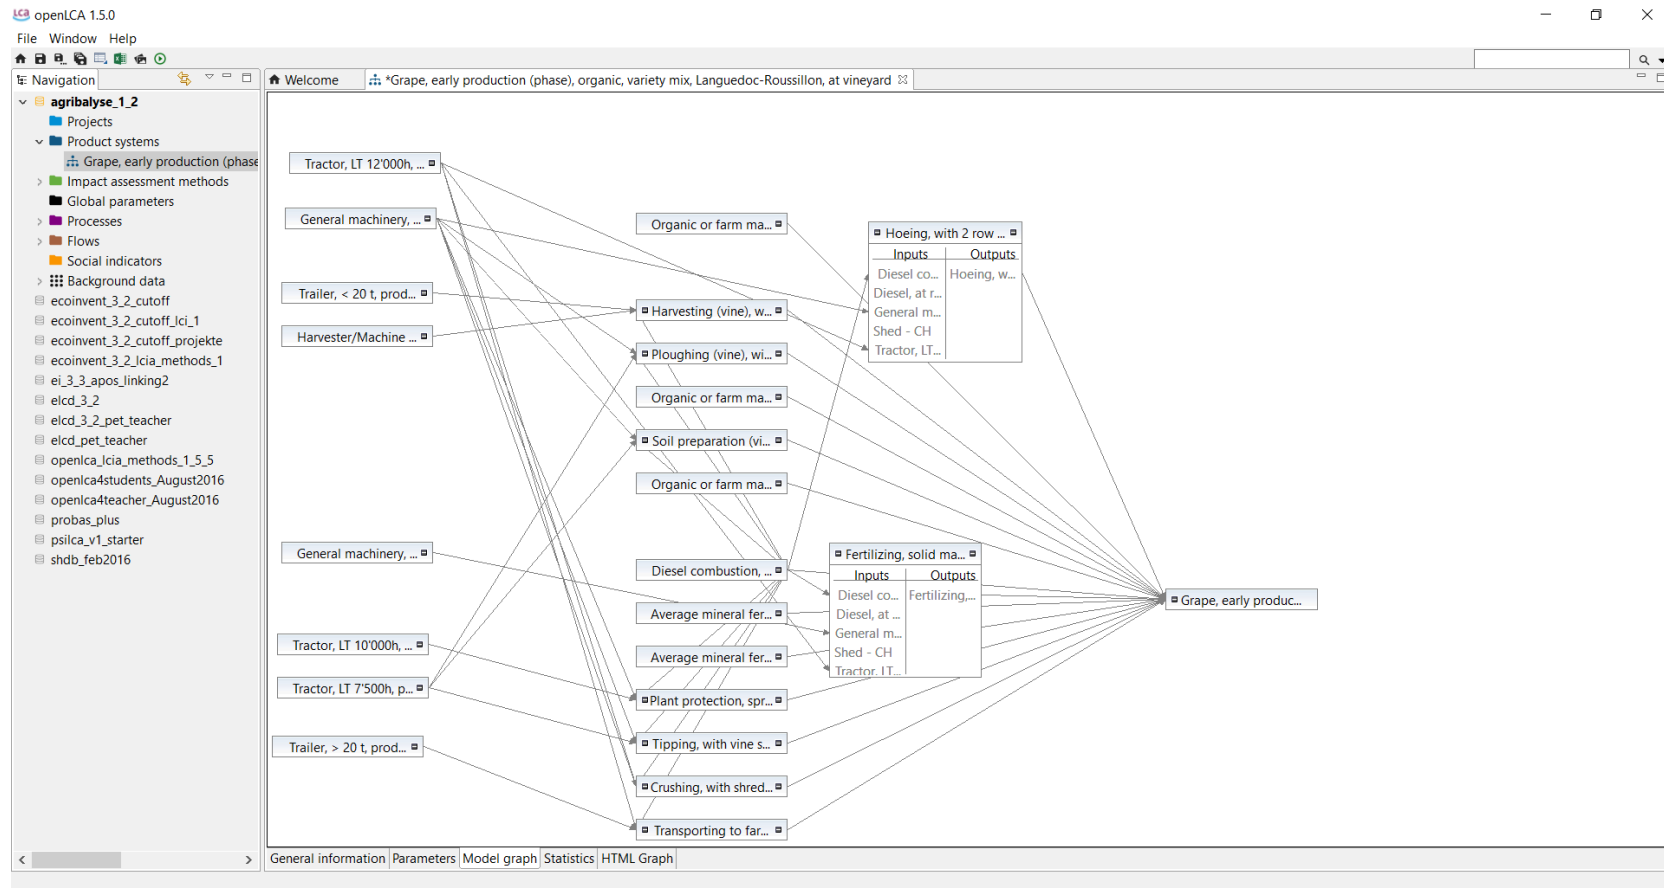 LCA openLCA 1.5.0
File Window Help
Navigation
Welcome
*Grape, early production (phase), organic, variety mix, Languedoc-Roussillon, at vineyard
agribalyse_1_2
Projects
Product systems
Grape, early production (phase
Impact assessment methods
Global parameters
Processes
Flows
Social indicators
Background data
ecoinvent_3_2_cutoff
ecoinvent_3_2_cutoff_lci_1
ecoinvent_3_2_cutoff_projekte
ecoinvent_3_2_lcia_methods_1
ei_3_3_apos_linking2
elcd_3_2
elcd_3_2_pet_teacher
elcd_pet_teacher
openlca_lcia_methods_1_5_5
openlca4students_August2016
openlca4teacher_August2016
probas_plus
psilca_v1_starter
shdb_feb2016
Tractor, LT 12'000h, ...
General machinery, ...
Trailer, < 20 t, prod...
Harvester/Machine ...
General machinery, ...
Tractor, LT 10'000h, ...
Tractor, LT 7'500h, p...
Trailer, > 20 t, prod...
Organic or farm ma...
Harvesting (vine), w...
Ploughing (vine), wi...
Organic or farm ma...
Soil preparation (vi...
Organic or farm ma...
Diesel combustion, ...
Average mineral fer...
Average mineral fer...
Plant protection, spr...
Tipping, with vine s...
Crushing, with shred...
Transporting to far...
Hoeing, with 2 row ...
Inputs Outputs
Diesel co... Hoeing, w...
Diesel, at r...
General m...
Shed - CH
Tractor, LT...
Fertilizing, solid ma...
Inputs Outputs
Diesel co... Fertilizing,...
Diesel, at ...
General m...
Shed - CH
Tractor, LT...
Grape, early produc...
General information Parameters Model graph Statistics HTML Graph